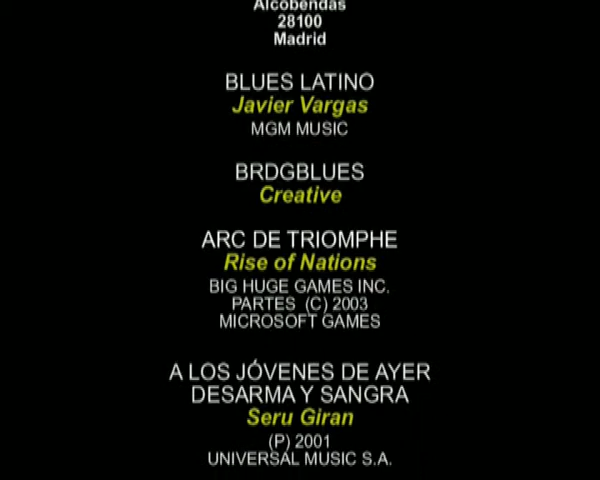 Alcobendas
28100
Madrid
BLUES LATINO
Javier Vargas
MGM MUSIC
BRDGBLUES
Creative
ARC DE TRIOMPHE
Rise of Nations
BIG HUGE GAMES INC.
PARTES (C) 2003
MICROSOFT GAMES
A LOS JÓVENES DE AYER
DESARMA Y SANGRA
Seru Giran
(P) 2001
UNIVERSAL MUSIC S.A.